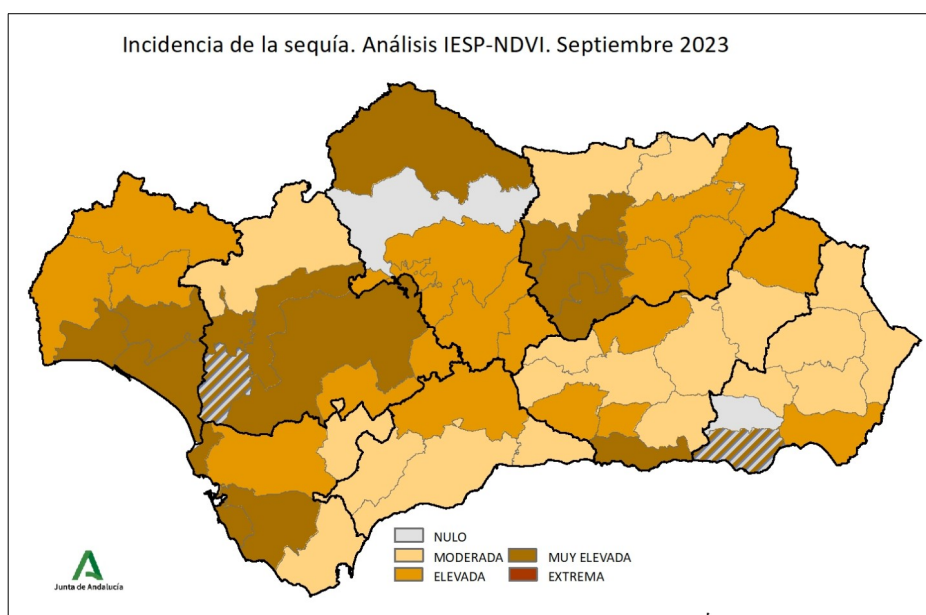 Incidencia de la sequía. Análisis IESP-NDVI. Septiembre 2023
NULO
MODERADA
MUY ELEVADA
ELEVADA
EXTREMA
Junta de Andalucía